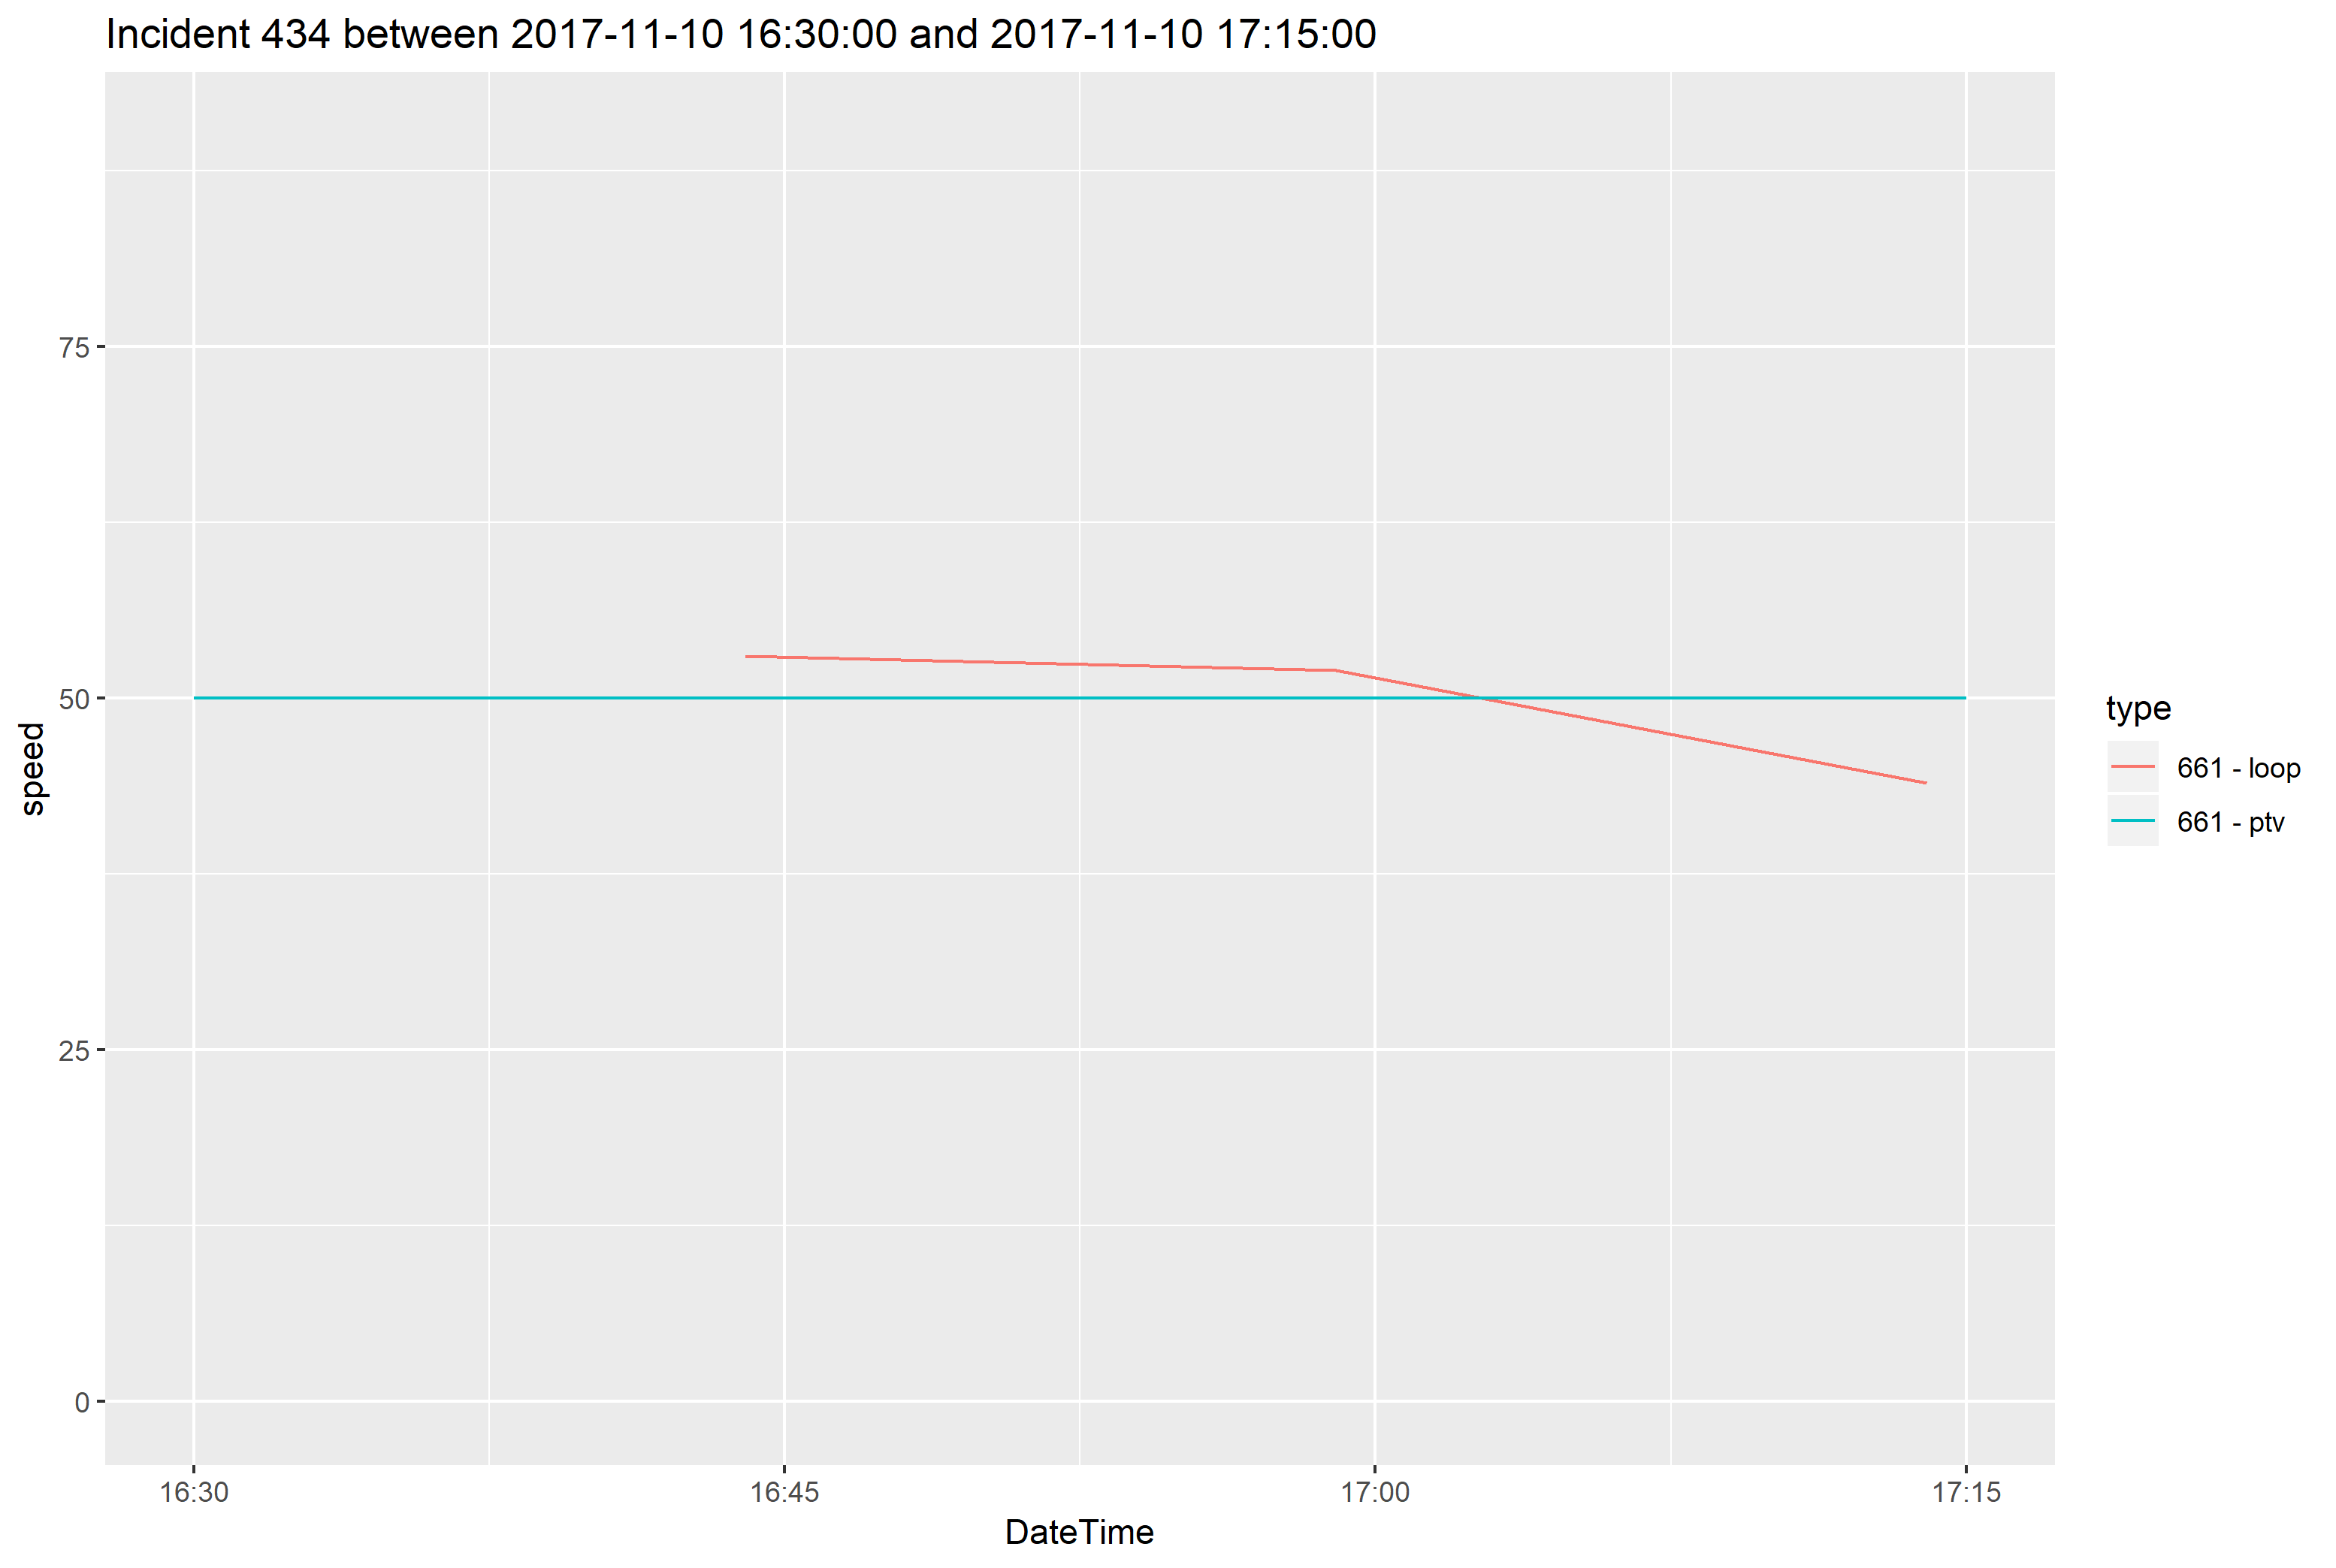 Incident 434 between 2017-11-10 16:30:00 and 2017-11-10 17:15:00
75
50
25
0
speed
16:30 16:45 17:00 17:15
DateTime
type
661 - loop
661 - ptv